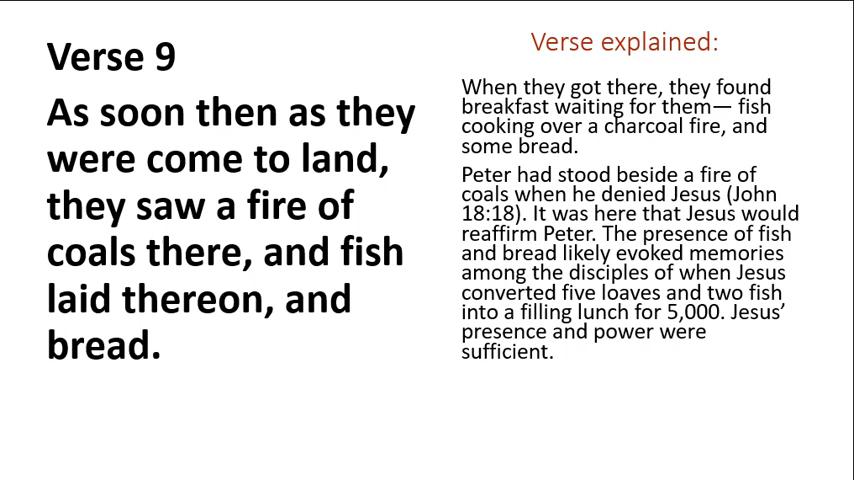 Verse 9
As soon then as they
were come to land,
they saw a fire of
coals there, and fish
laid thereon, and
bread.
Verse explained:
When they got there, they found
breakfast waiting for them— fish
cooking over a charcoal fire, and
some bread.
Peter had stood beside a fire of
coals when he denied Jesus (John
18:18). It was here that Jesus would
reaffirm Peter. The presence of fish
and bread likely evoked memories
among the disciples of when Jesus
converted five loaves and two fish
into a filling lunch for 5,000. Jesus’
presence and power were
sufficient.